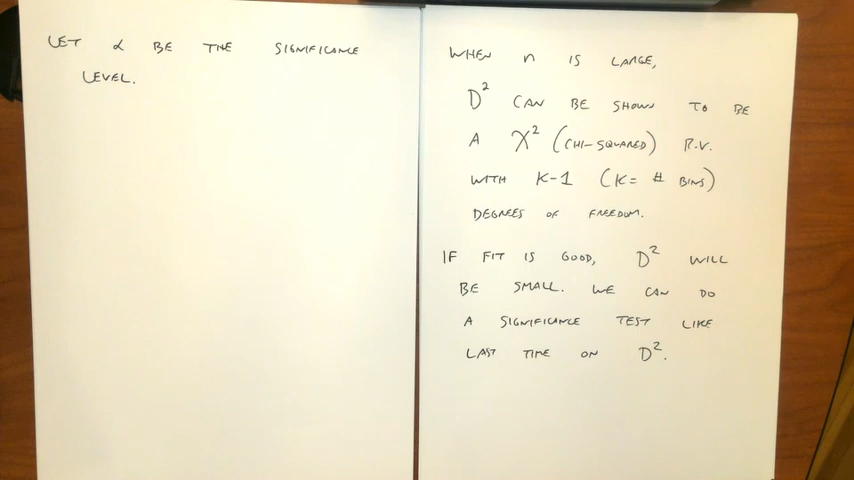 LET α BE THE SIGNIFICANCE
LEVEL.
WHEN n IS LARGE,
D² CAN BE SHOWN TO BE
A χ² (CHI-SQUARED) R.V.
WITH K-1 (K= # BINS)
DEGREES OF FREEDOM.
IF FIT IS GOOD, D² WILL
BE SMALL. WE CAN DO
A SIGNIFICANCE TEST LIKE
LAST TIME ON D².